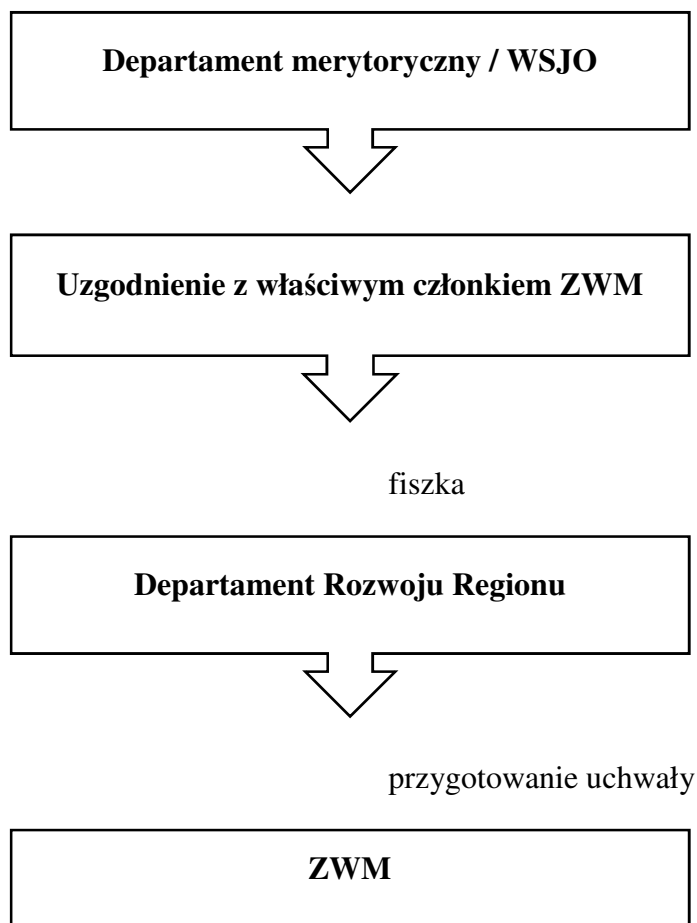 Departament merytoryczny / WSJO
Uzgodnienie z właściwym członkiem ZWM
fiszka
Departament Rozwoju Regionu
przygotowanie uchwały
ZWM